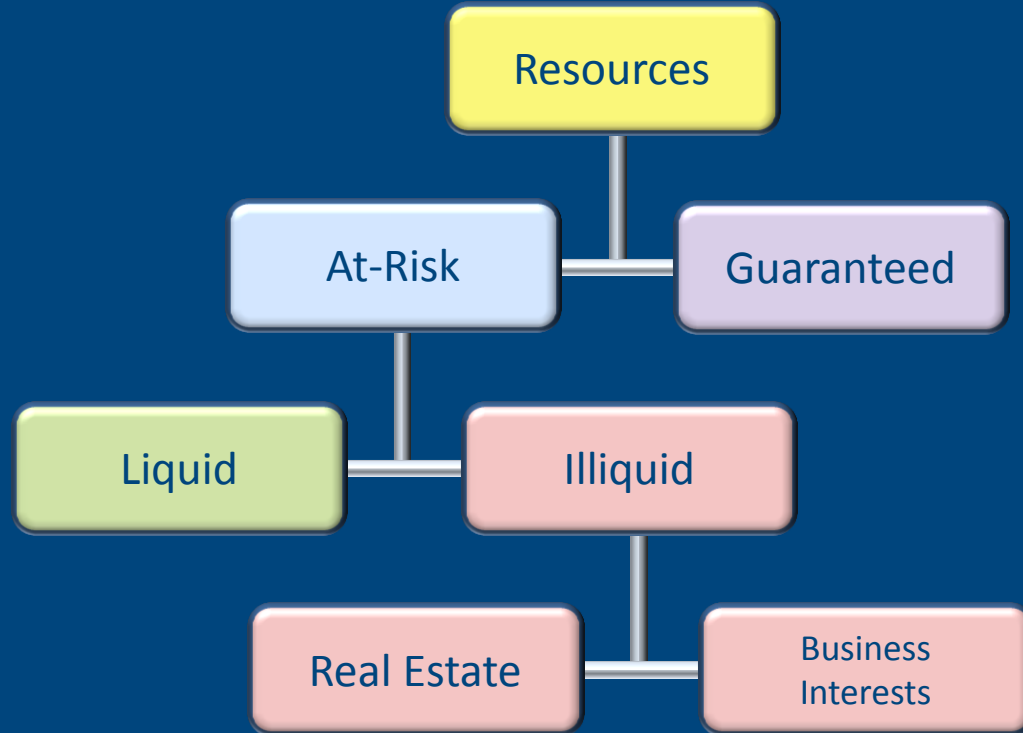 Resources
At-Risk
Guaranteed
Liquid
Illiquid
Real Estate
Business
Interests